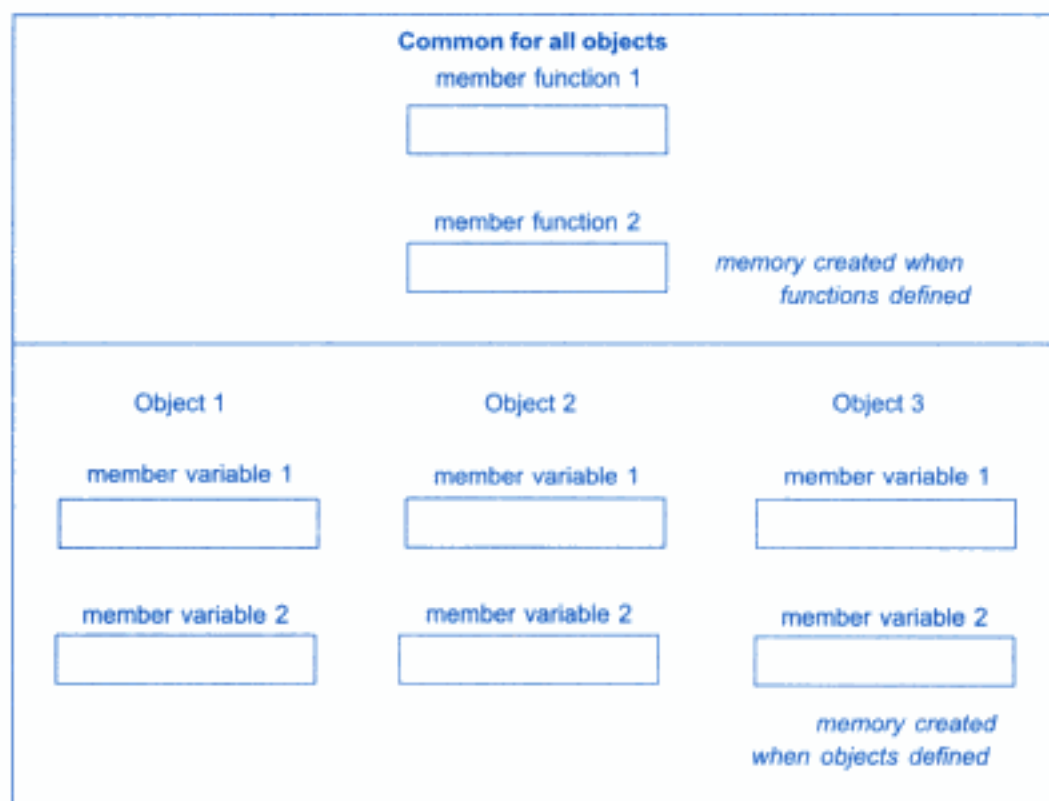 Common for all objects
member function 1
member function 2
memory created when
functions defined
Object 1
Object 2
Object 3
member variable 1
member variable 1
member variable 1
member variable 2
member variable 2
member variable 2
memory created
when objects defined